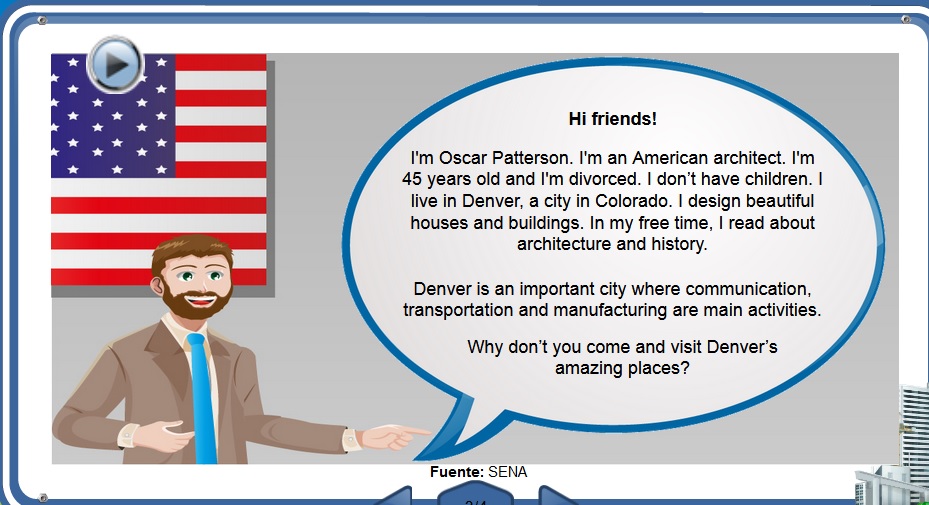 Hi friends!
I'm Oscar Patterson. I'm an American architect. I'm
45 years old and I'm divorced. I don’t have children. I
live in Denver, a city in Colorado. I design beautiful
houses and buildings. In my free time, I read about
architecture and history.
Denver is an important city where communication,
transportation and manufacturing are main activities.
Why don’t you come and visit Denver’s
amazing places?
Fuente: SENA
2/4